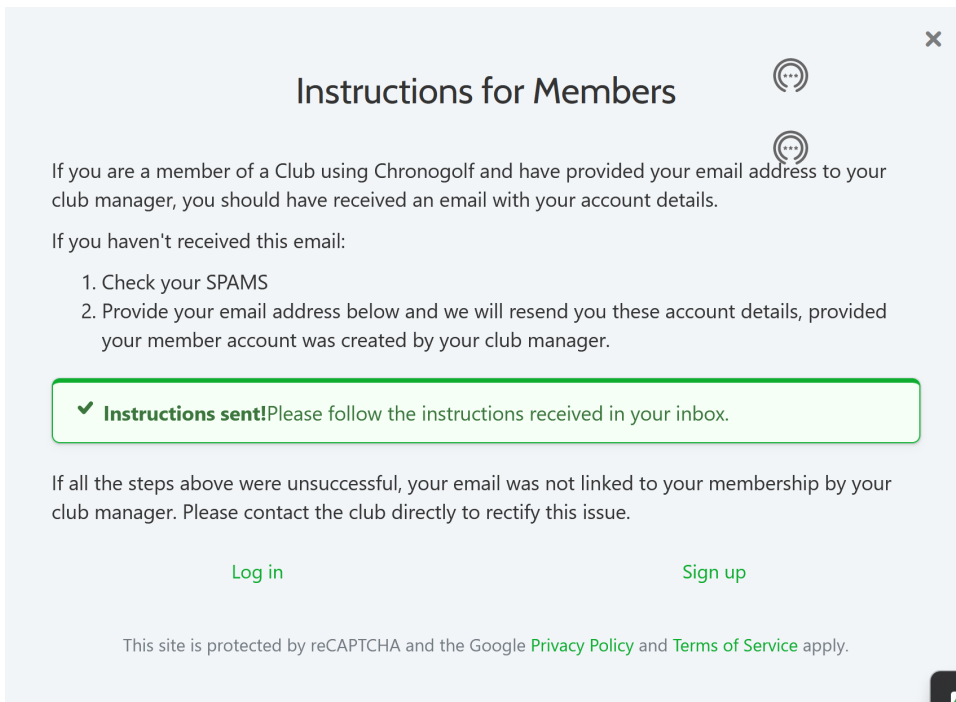 Instructions for Members
If you are a member of a Club using Chronogolf and have provided your email address to your
club manager, you should have received an email with your account details.
If you haven't received this email:
1. Check your SPAMS
2. Provide your email address below and we will resend you these account details, provided
your member account was created by your club manager.
Instructions sent!Please follow the instructions received in your inbox.
If all the steps above were unsuccessful, your email was not linked to your membership by your
club manager. Please contact the club directly to rectify this issue.
Log in
Sign up
This site is protected by reCAPTCHA and the Google Privacy Policy and Terms of Service apply.